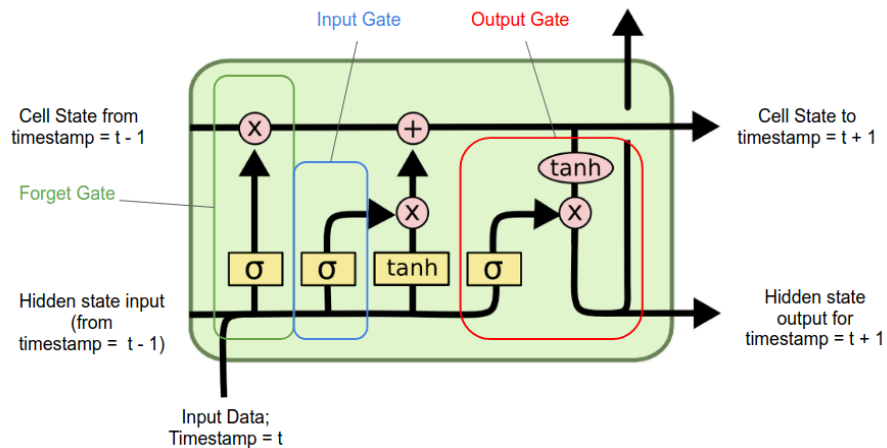 Input Gate
Output Gate
Cell State from
timestamp = t - 1
x
+
Cell State to
timestamp = t + 1
tanh
Forget Gate
x
x
σ
σ
tanh
σ
Hidden state input
(from
timestamp =  t - 1)
Hidden state
output for
timestamp = t + 1
Input Data;
Timestamp = t